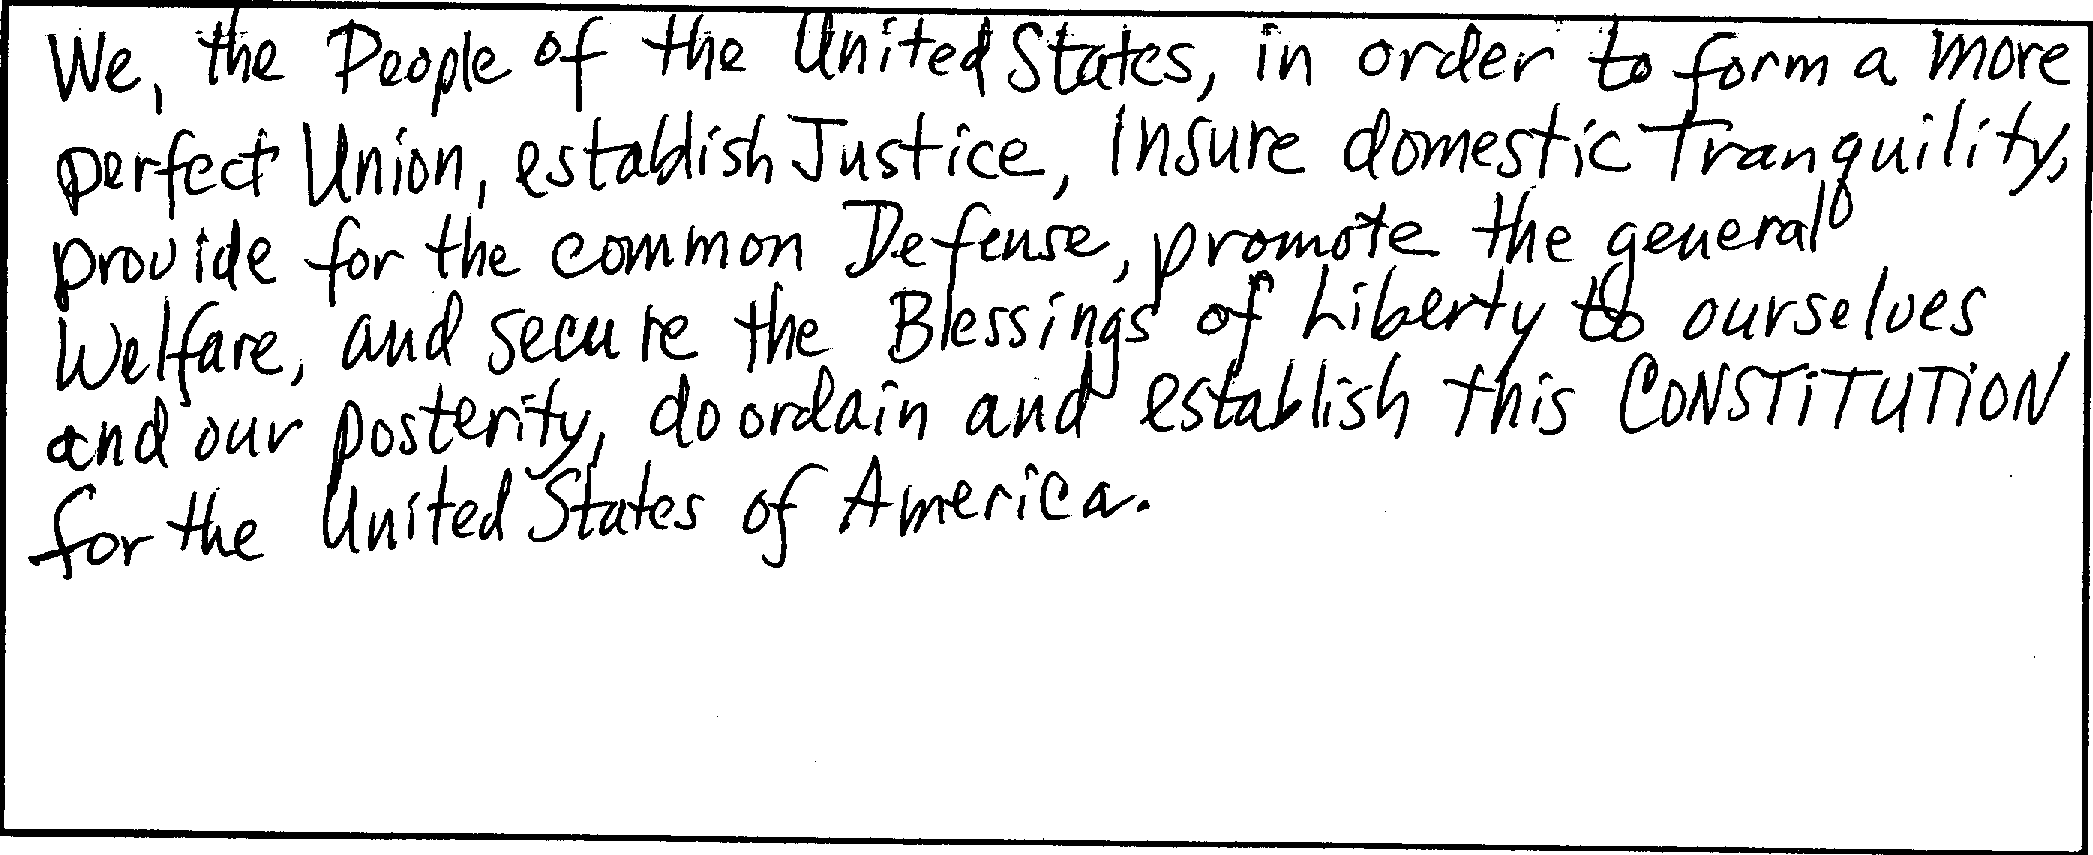 We, the People of the United States, in order to form a more
perfect Union, establish Justice, Insure domestic Tranquility,
provide for the common Defense, promote the general
Welfare, and secure the Blessings of Liberty to ourselves
and our posterity, do ordain and establish this CONSTITUTION
for the United States of America.